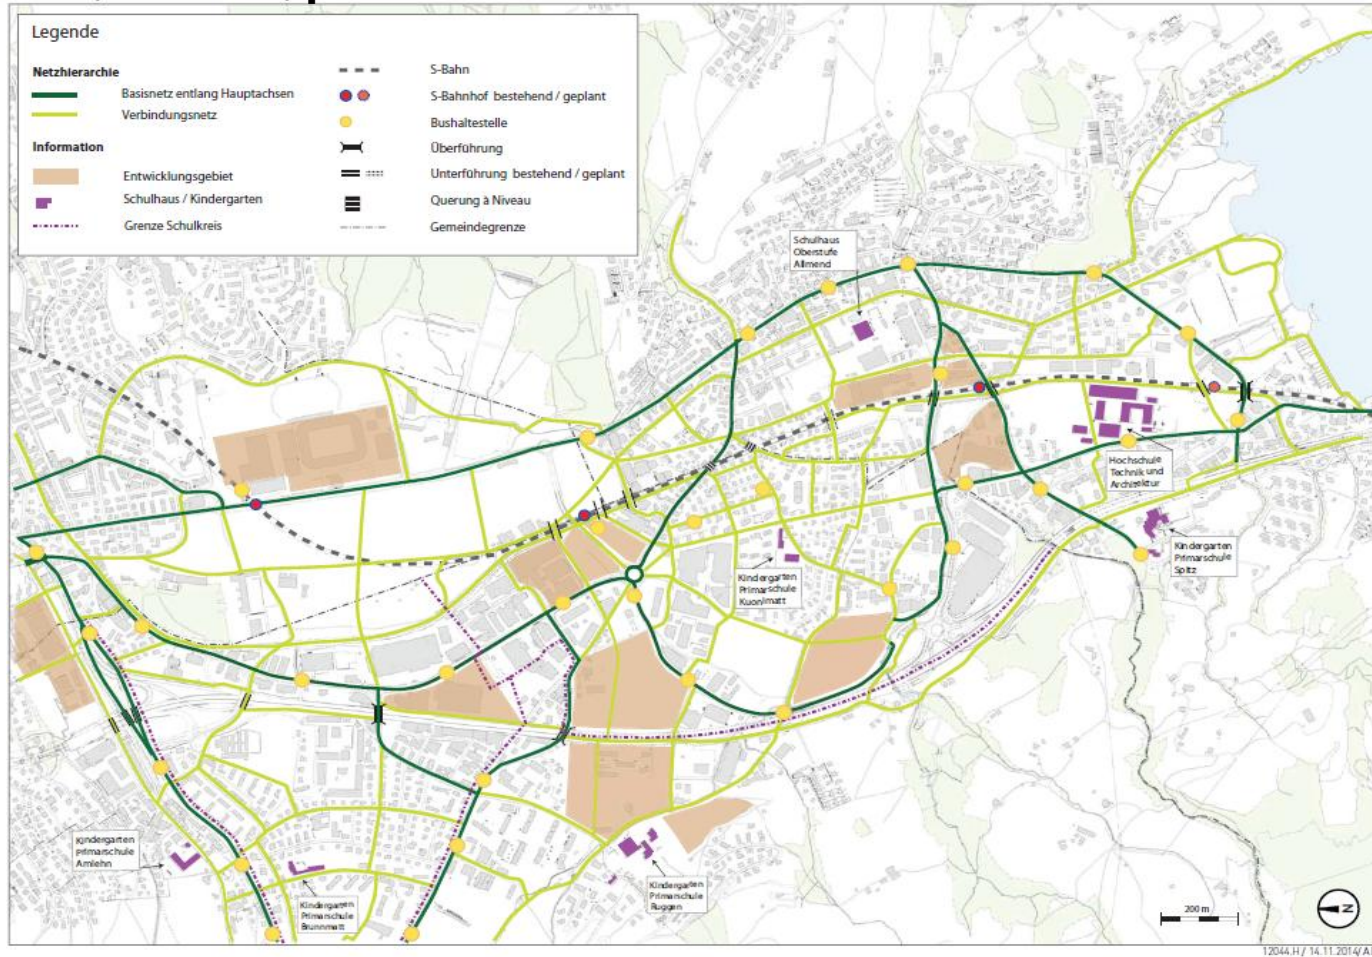 Legende
Netzhierarchie
Basisnetz entlang Hauptachsen
Verbindungsnetz
Information
Entwicklungsgebiet
Schulhaus / Kindergarten
Grenze Schulkreis
S-Bahn
S-Bahnhof bestehend / geplant
Bushaltestelle
Überführung
Unterführung bestehend / geplant
Querung à Niveau
Gemeindegrenze
Schulhaus
Oberstufe
Allmend
Hochschule
Technik und
Architektur
Kindergarten
Primarschule
Spitz
Kindergarten
Primarschule
Kuonimatt
Kindergarten
Primarschule
Amlehn
Kindergarten
Primarschule
Brunnmatt
Kindergarten
Primarschule
Roggern
200 m
N
12044.H / 14.11.2014/